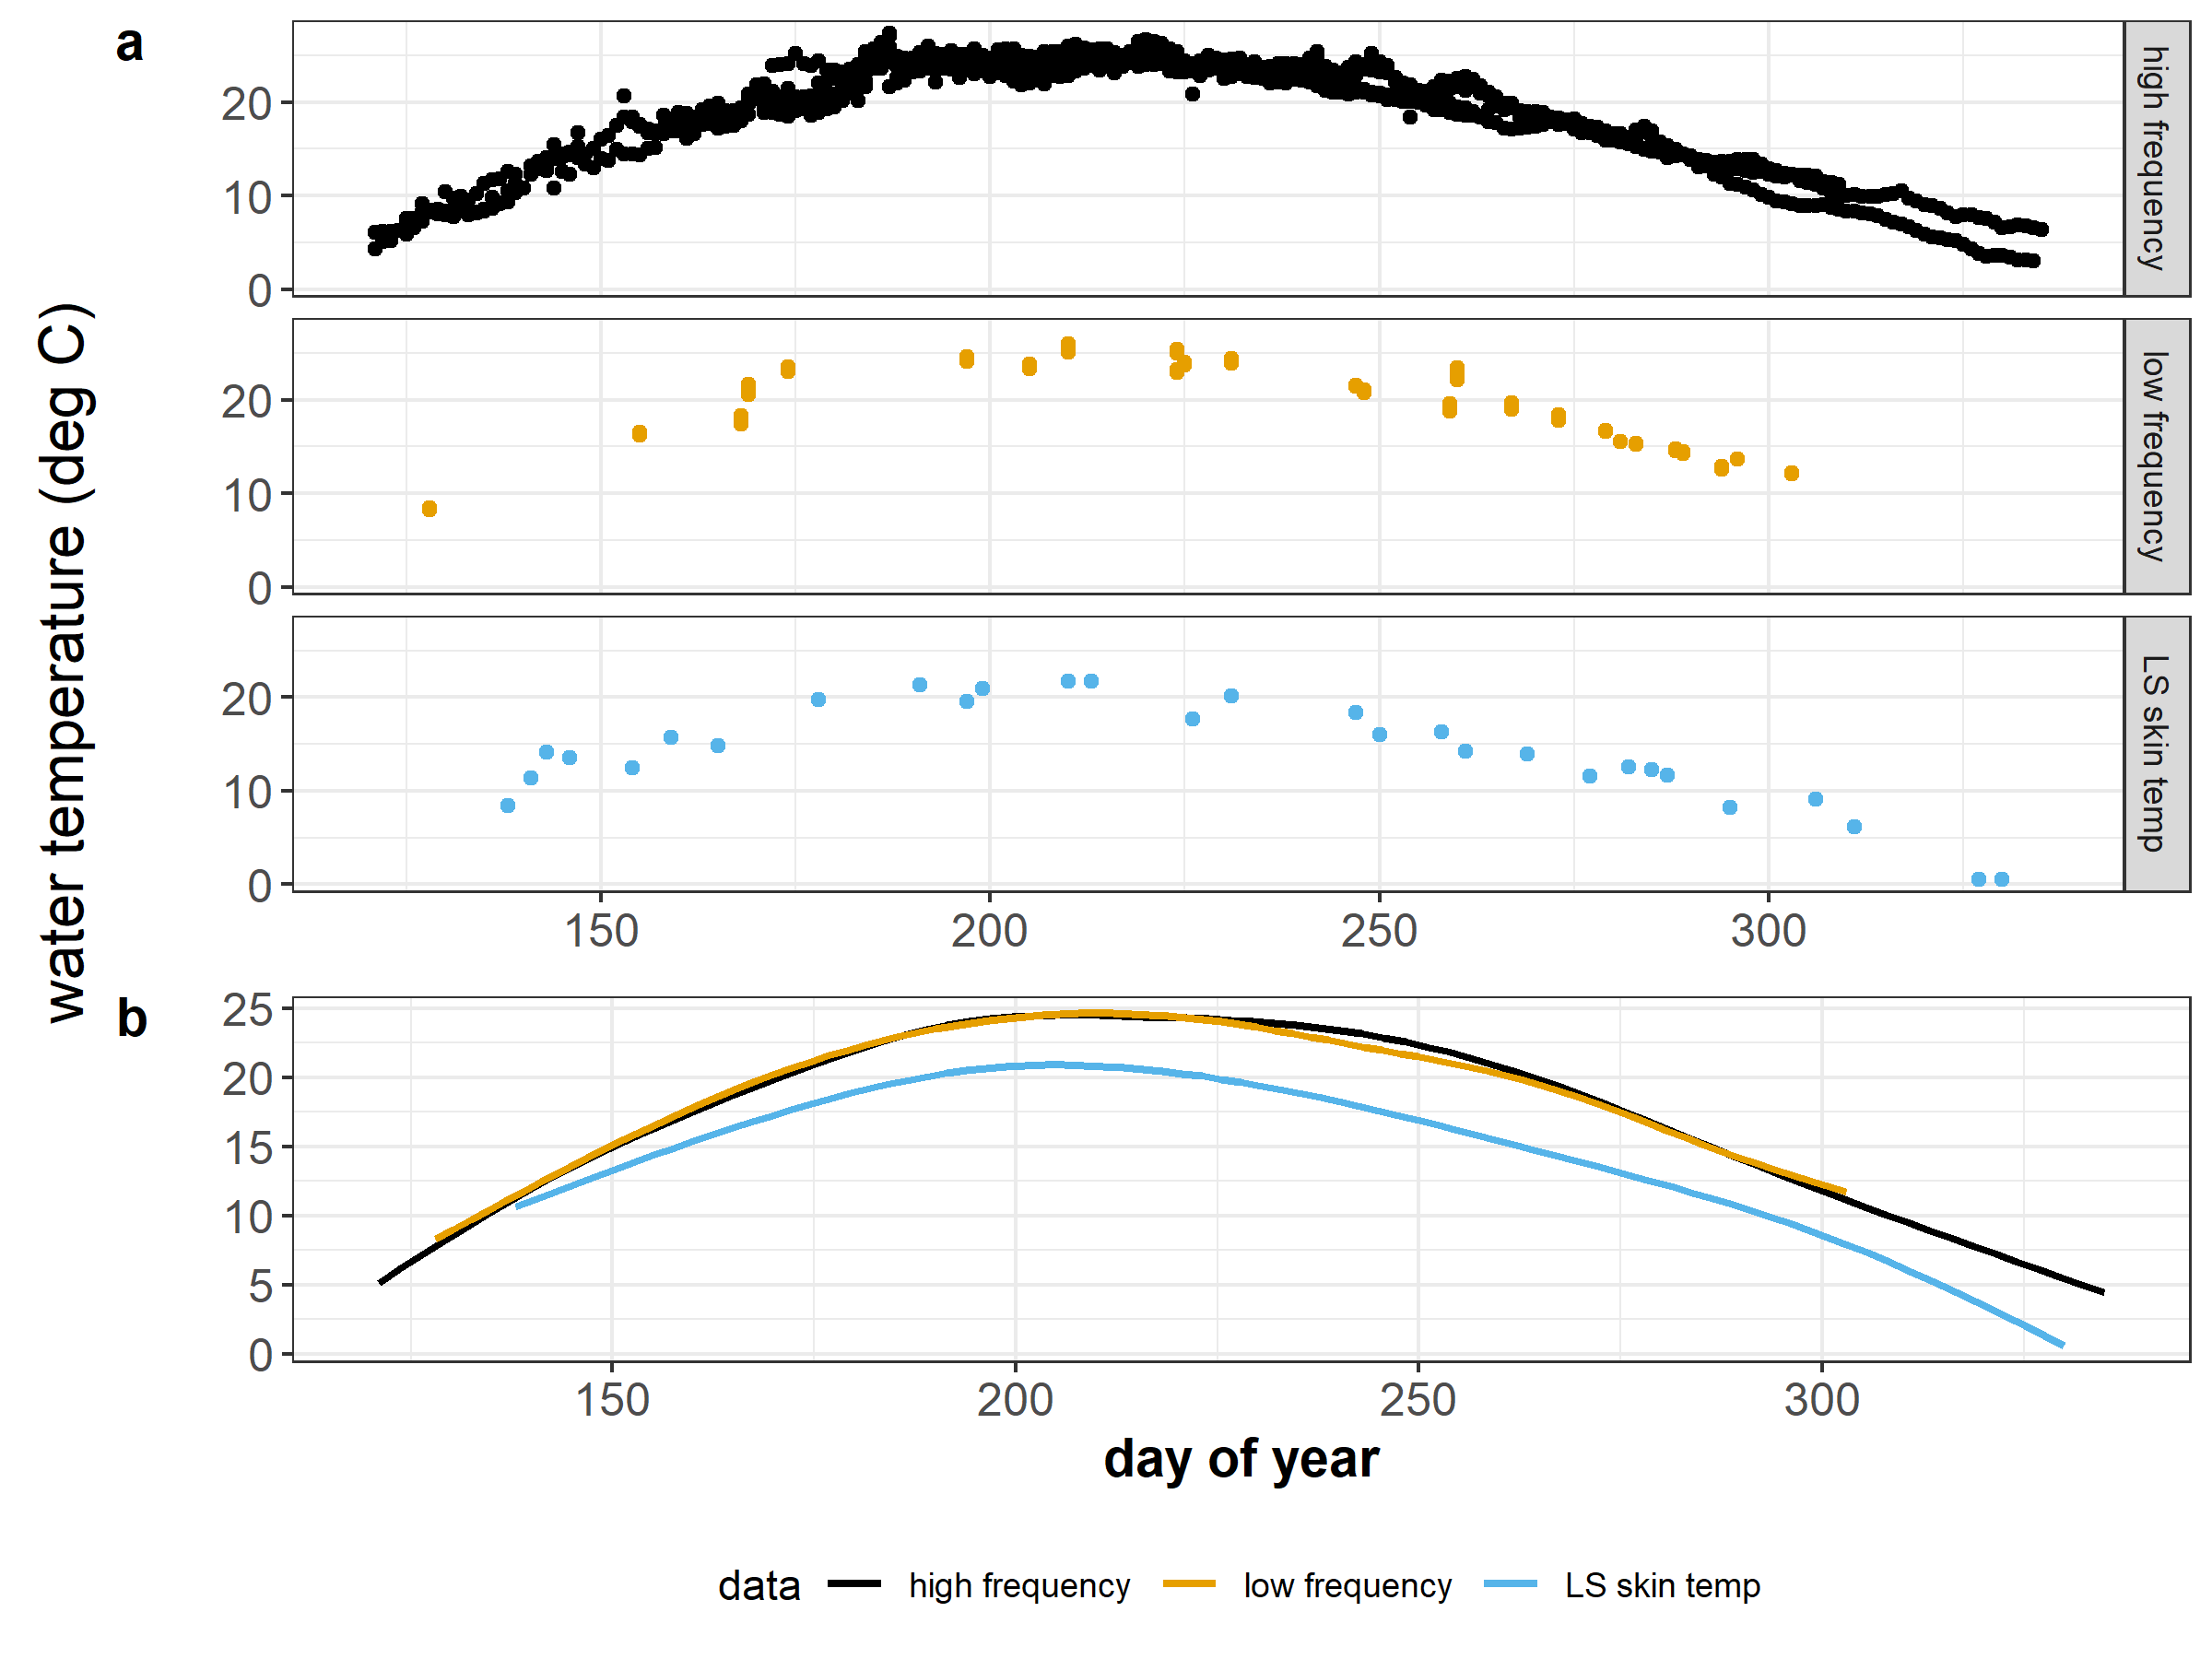 a
water temperature (deg C)
20
10
0
high frequency
20
10
0
low frequency
20
10
0
LS skin temp
150 200 250 300
b
25
20
15
10
5
0
150 200 250 300
day of year
data high frequency low frequency LS skin temp